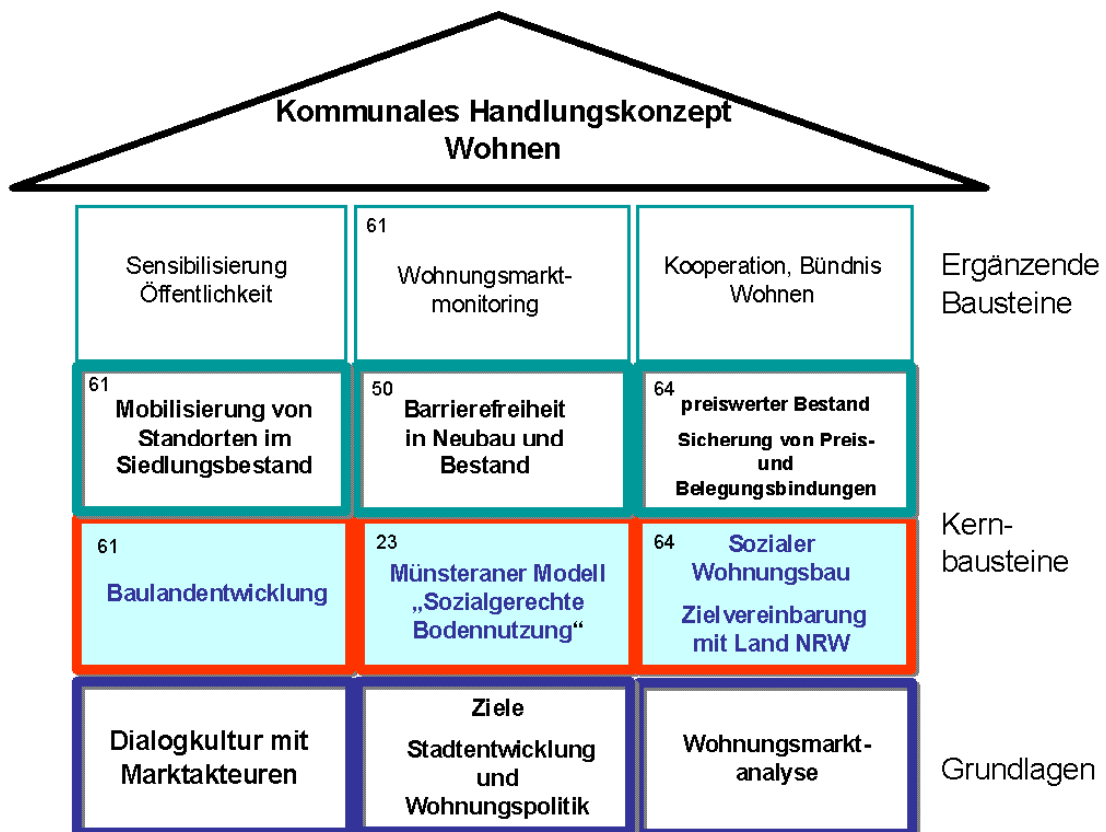 Kommunales Handlungskonzept
Wohnen
Sensibilisierung
Öffentlichkeit
61
Wohnungsmarkt-
monitoring
Kooperation, Bündnis
Wohnen
Ergänzende
Bausteine
61
Mobilisierung von
Standorten im
Siedlungsbestand
50
Barrierefreiheit
in Neubau und
Bestand
64
preiswerter Bestand
Sicherung von Preis-
und
Belegungsbindungen
Kern-
bausteine
61
Baulandentwicklung
23
Münsteraner Modell
„Sozialgerechte
Bodennutzung“
64
Sozialer
Wohnungsbau
Zielvereinbarung
mit Land NRW
Dialogkultur mit
Marktakteuren
Ziele
Stadtentwicklung
und
Wohnungspolitik
Wohnungsmarkt-
analyse
Grundlagen